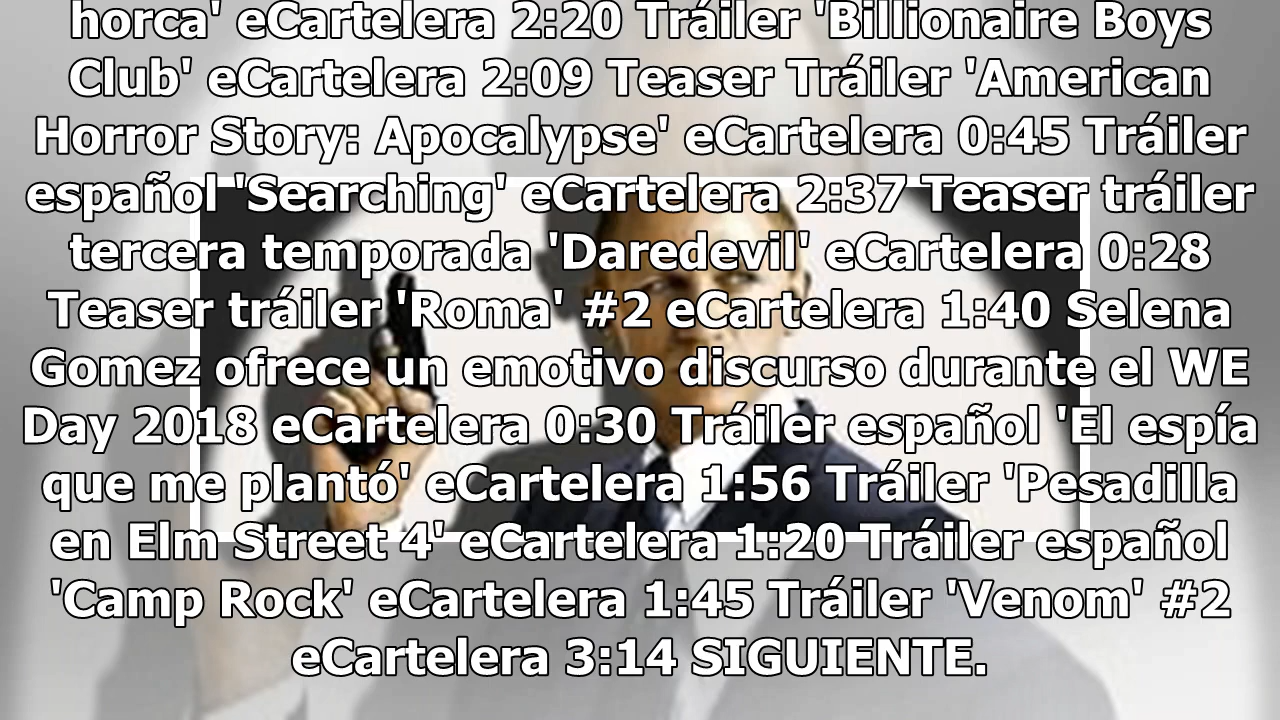 horca' eCartelera 2:20 Tráiler 'Billionaire Boys
Club' eCartelera 2:09 Teaser Tráiler 'American
Horror Story: Apocalypse' eCartelera 0:45 Tráiler
español 'Searching' eCartelera 2:37 Teaser tráiler
tercera temporada 'Daredevil' eCartelera 0:28
Teaser tráiler 'Roma' #2 eCartelera 1:40 Selena
Gomez ofrece un emotivo discurso durante el WE
Day 2018 eCartelera 0:30 Tráiler español 'El espía
que me plantó' eCartelera 1:56 Tráiler 'Pesadilla
en Elm Street 4' eCartelera 1:20 Tráiler español
'Camp Rock' eCartelera 1:45 Tráiler 'Venom' #2
eCartelera 3:14 SIGUIENTE.